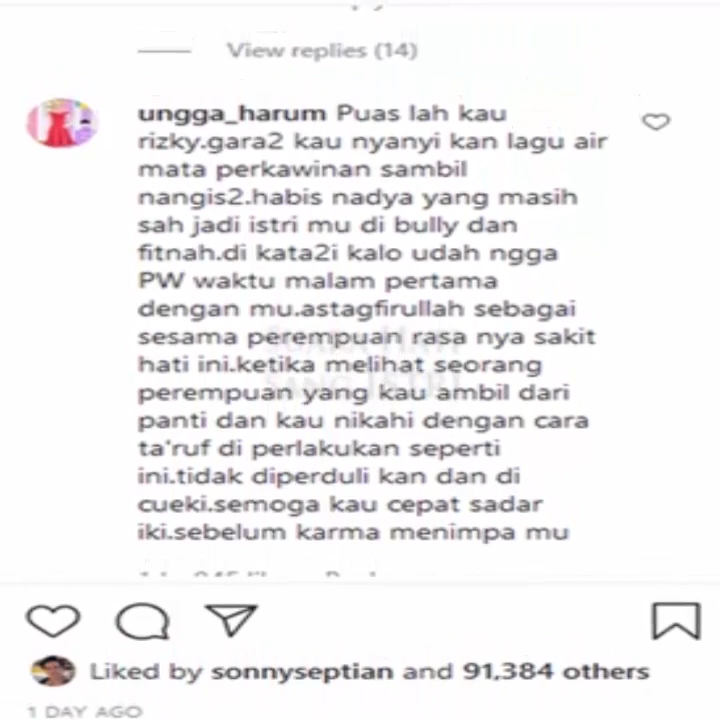 View replies (14)
ungga_harum Puas lah kau
rizky.gara2 kau nyanyi kan lagu air
mata perkawinan sambil
nangis2.habis nadya yang masih
sah jadi istri mu di bully dan
fitnah.di kata2i kalo udah ngga
PW waktu malam pertama
dengan mu.astagfirullah sebagai
sesama perempuan rasa nya sakit
hati ini.ketika melihat seorang
perempuan yang kau ambil dari
panti dan kau nikahi dengan cara
ta'ruf di perlakukan seperti
ini.tidak diperduli kan dan di
cueki.semoga kau cepat sadar
iki.sebelum karma menimpa mu
SUARA HATI
SANG ISTRI
Liked by sonnyseptian and 91,384 others
1 DAY AGO